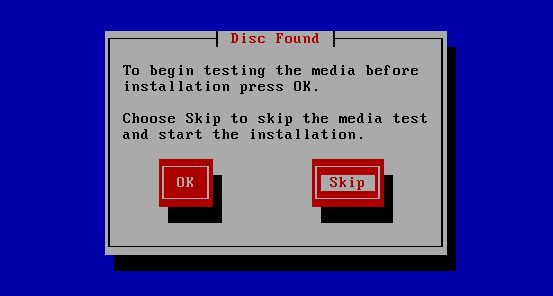 Disc Found
To begin testing the media before
installation press OK.
Choose Skip to skip the media test
and start the installation.
OK Skip